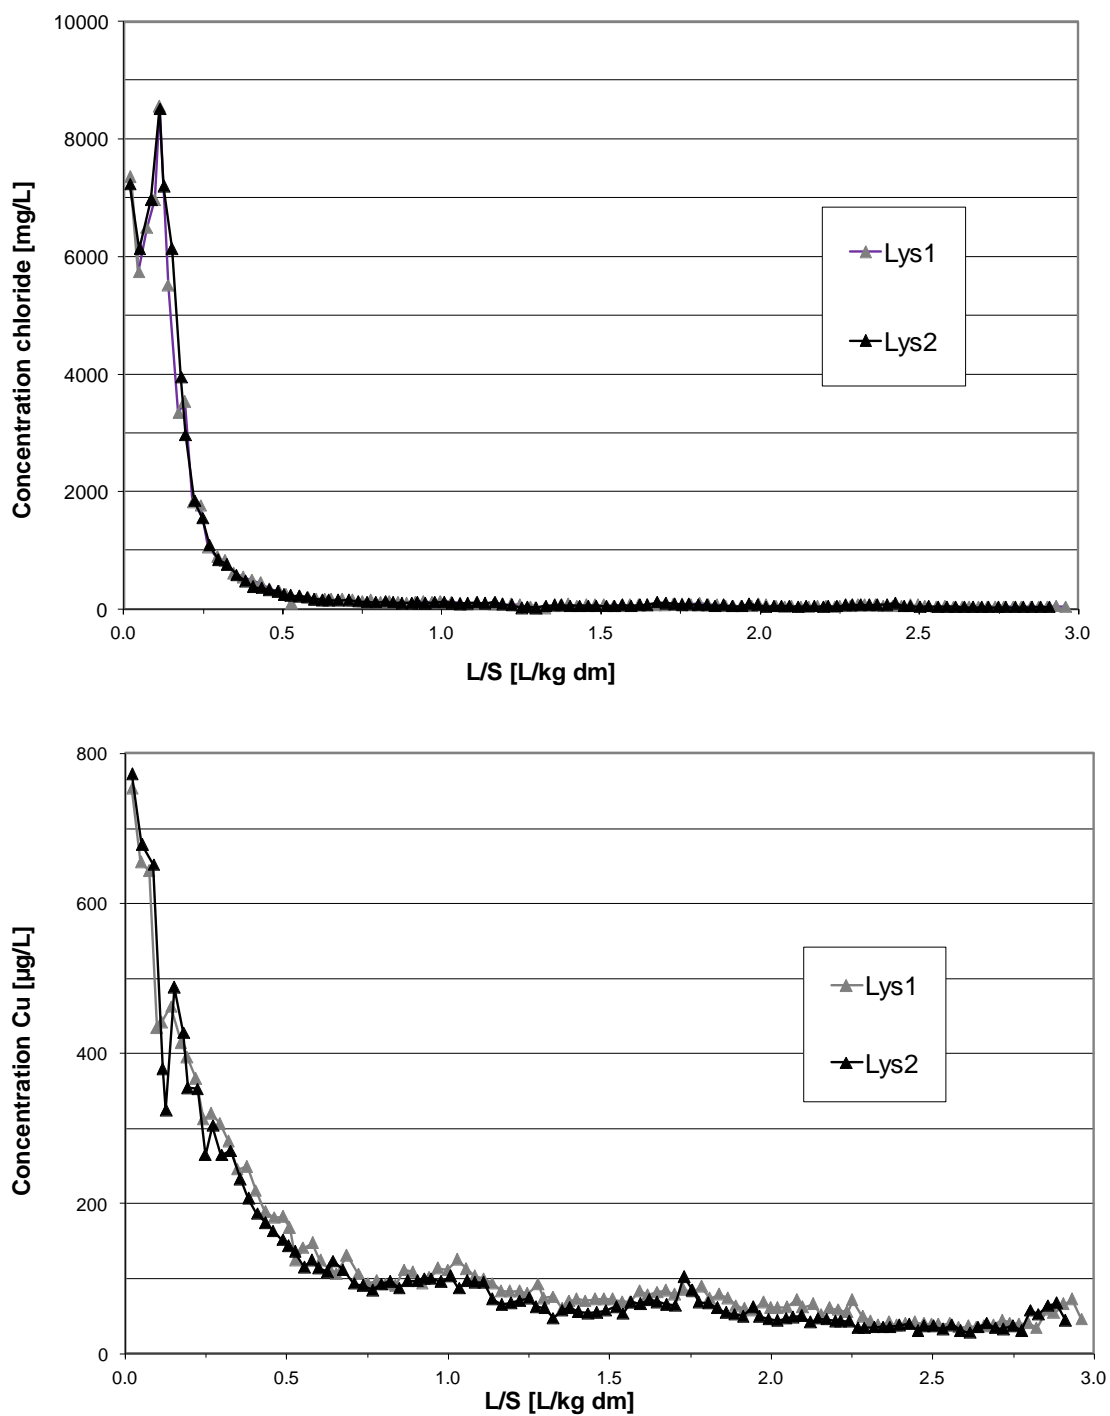 Concentration chloride [mg/L]
10000
8000
6000
4000
2000
0
0.0 0.5 1.0 1.5 2.0 2.5 3.0
L/S [L/kg dm]
Lys1
Lys2
Concentration Cu [µg/L]
800
600
400
200
0
0.0 0.5 1.0 1.5 2.0 2.5 3.0
L/S [L/kg dm]
Lys1
Lys2